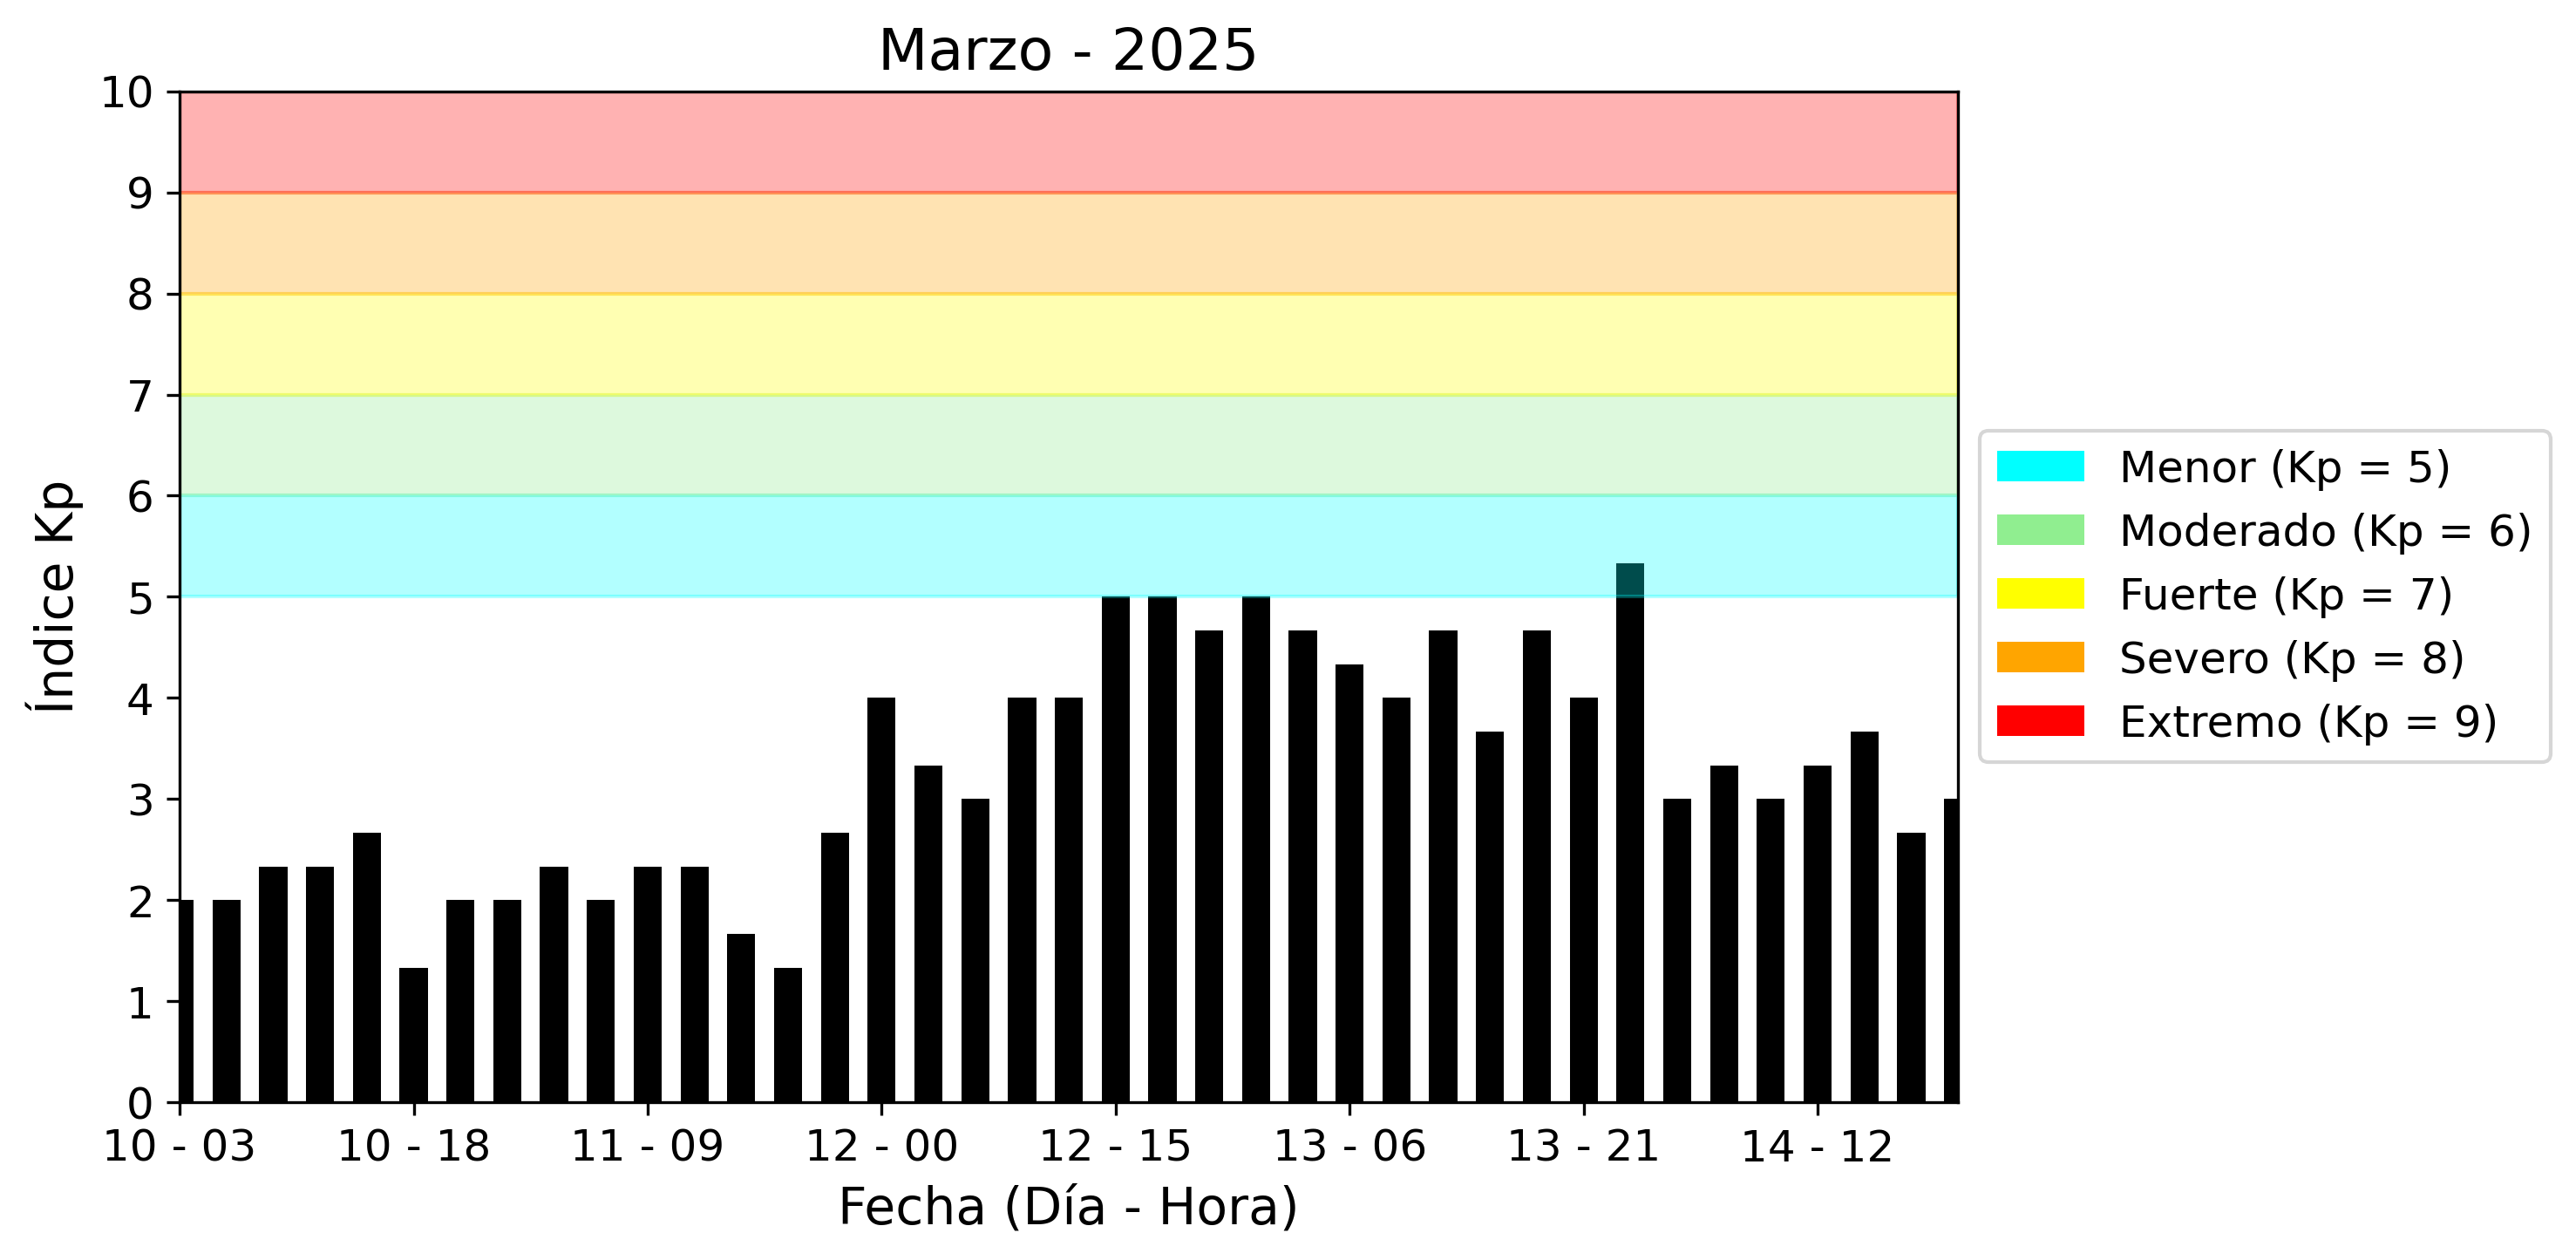 Marzo - 2025
10
9
8
7
6
5
4
3
2
1
0
Índice Kp
10 - 03
10 - 18
11 - 09
12 - 00
12 - 15
13 - 06
13 - 21
14 - 12
Fecha (Día - Hora)
Menor (Kp = 5)
Moderado (Kp = 6)
Fuerte (Kp = 7)
Severo (Kp = 8)
Extremo (Kp = 9)